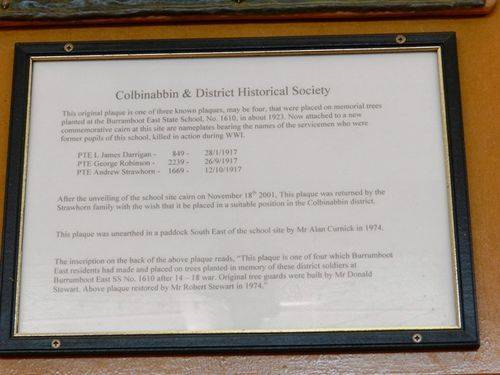 Colbinabbin & District Historical Society
This original plaque is one of three known plaques, may be four, that were placed on memorial trees
planted at the Burramboot East State School, No. 1610, in about 1923. Now attached to a new
commemorative cairn at this site are nameplates bearing the names of the servicemen who were
former pupils of this school, killed in action during WWI.
PTE L James Darrigan - 849 - 28/1/1917
PTE George Robinson - 2239 - 26/9/1917
PTE Andrew Strawhorn - 1669 - 12/10/1917
After the unveiling of the school site cairn on November 18th 2001, This plaque was returned by the
Strawhorn family with the wish that it be placed in a suitable position in the Colbinabbin district.
This plaque was unearthed in a paddock South East of the school site by Mr Alan Curnick in 1974.
The inscription on the back of the above plaque reads, "This plaque is one of four which Burramboot
East residents had made and placed on trees planted in memory of these district soldiers at
Burramboot East SS No. 1610 after 14 – 18 war. Original tree guards were built by Mr Donald
Stewart. Above plaque restored by Mr Robert Stewart in 1974."